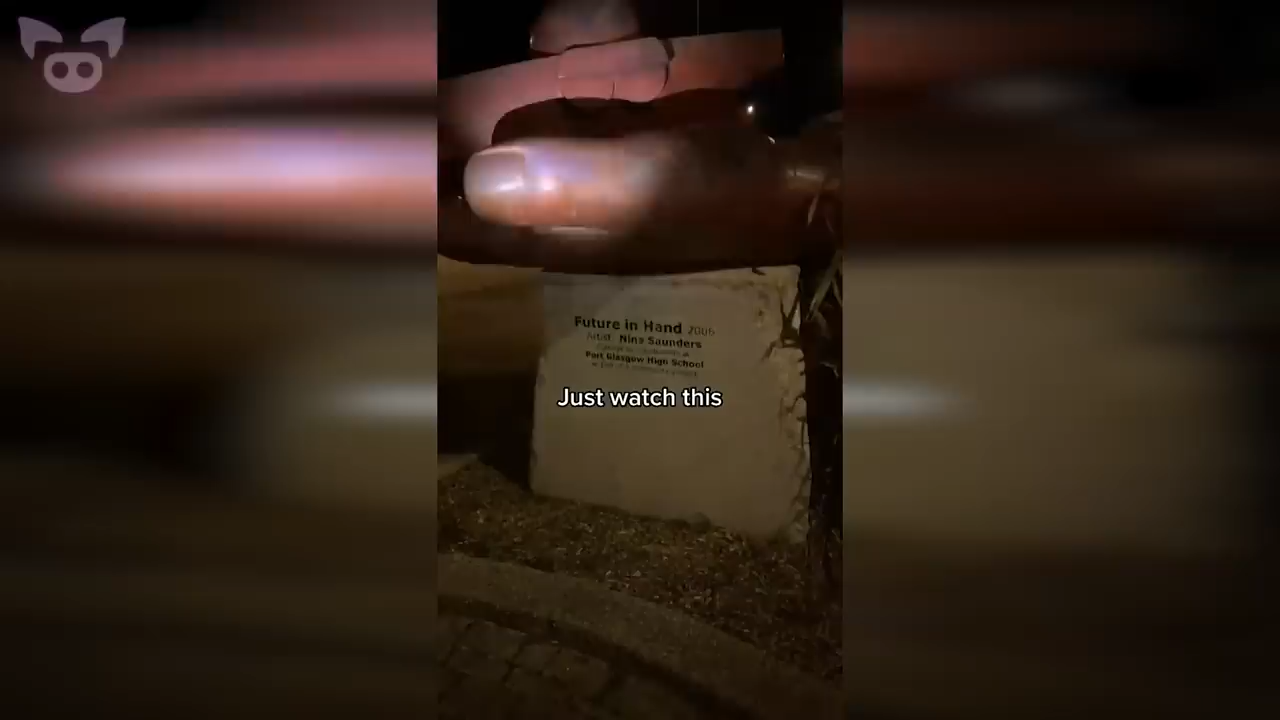 Future in Hand 2006
Artist: Nina Saunders
Port Glasgow High School
Just watch this